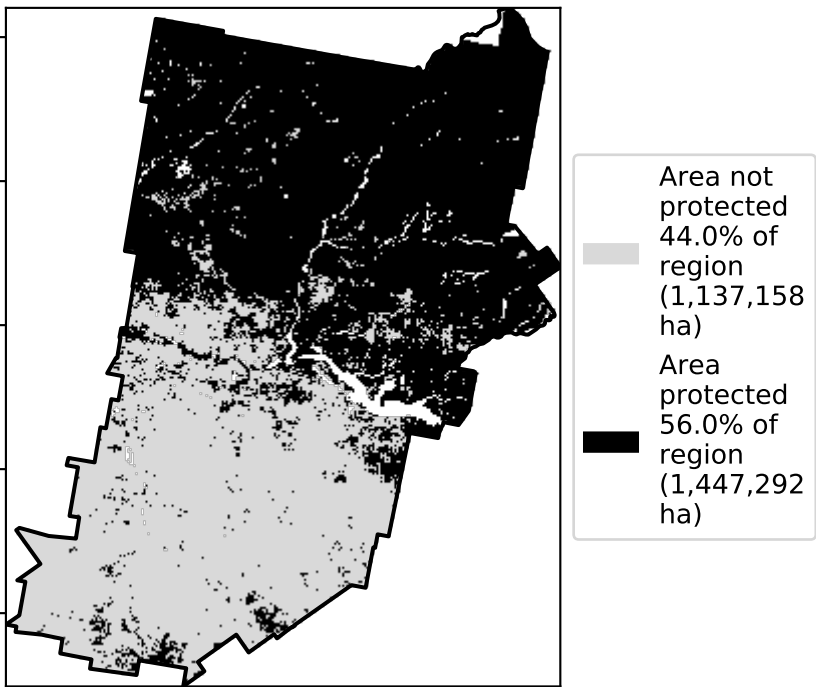 Area not
protected
44.0% of
region
(1,137,158
ha)
Area
protected
56.0% of
region
(1,447,292
ha)